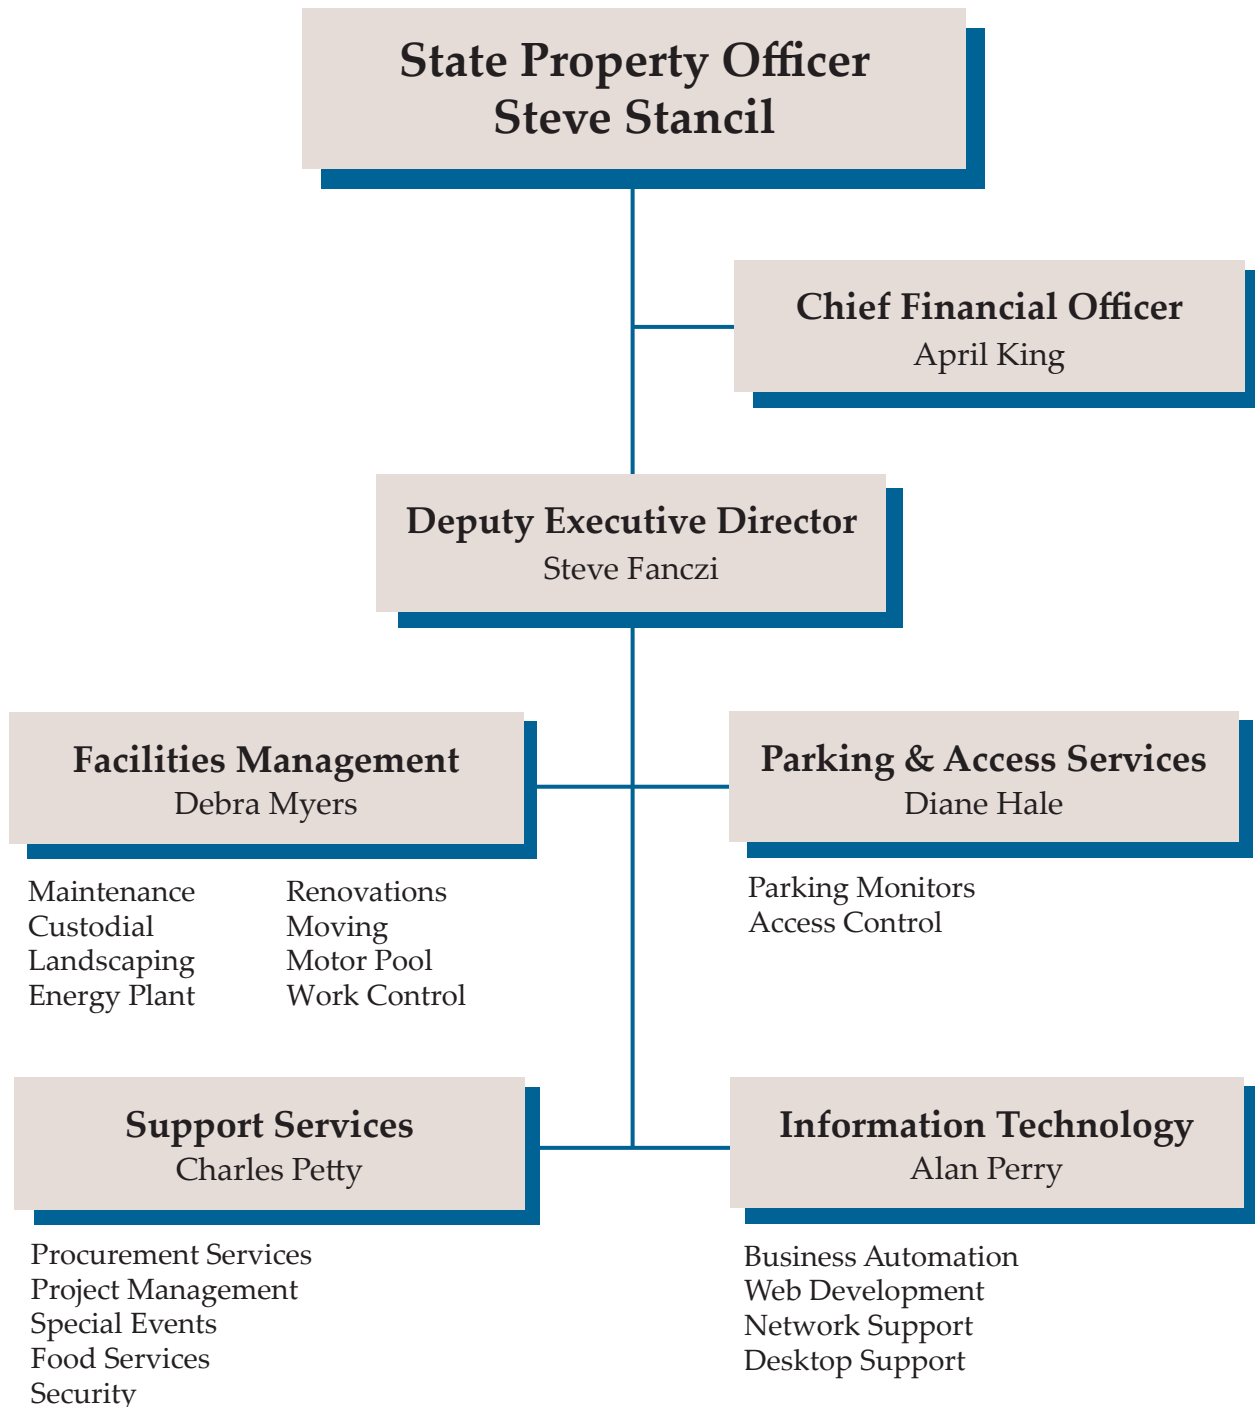 State Property Officer
Steve Stancil
Chief Financial Officer
April King
Deputy Executive Director
Steve Fanczi
Facilities Management
Debra Myers
Maintenance
Custodial
Landscaping
Energy Plant
Renovations
Moving
Motor Pool
Work Control
Parking & Access Services
Diane Hale
Parking Monitors
Access Control
Support Services
Charles Petty
Procurement Services
Project Management
Special Events
Food Services
Security
Information Technology
Alan Perry
Business Automation
Web Development
Network Support
Desktop Support